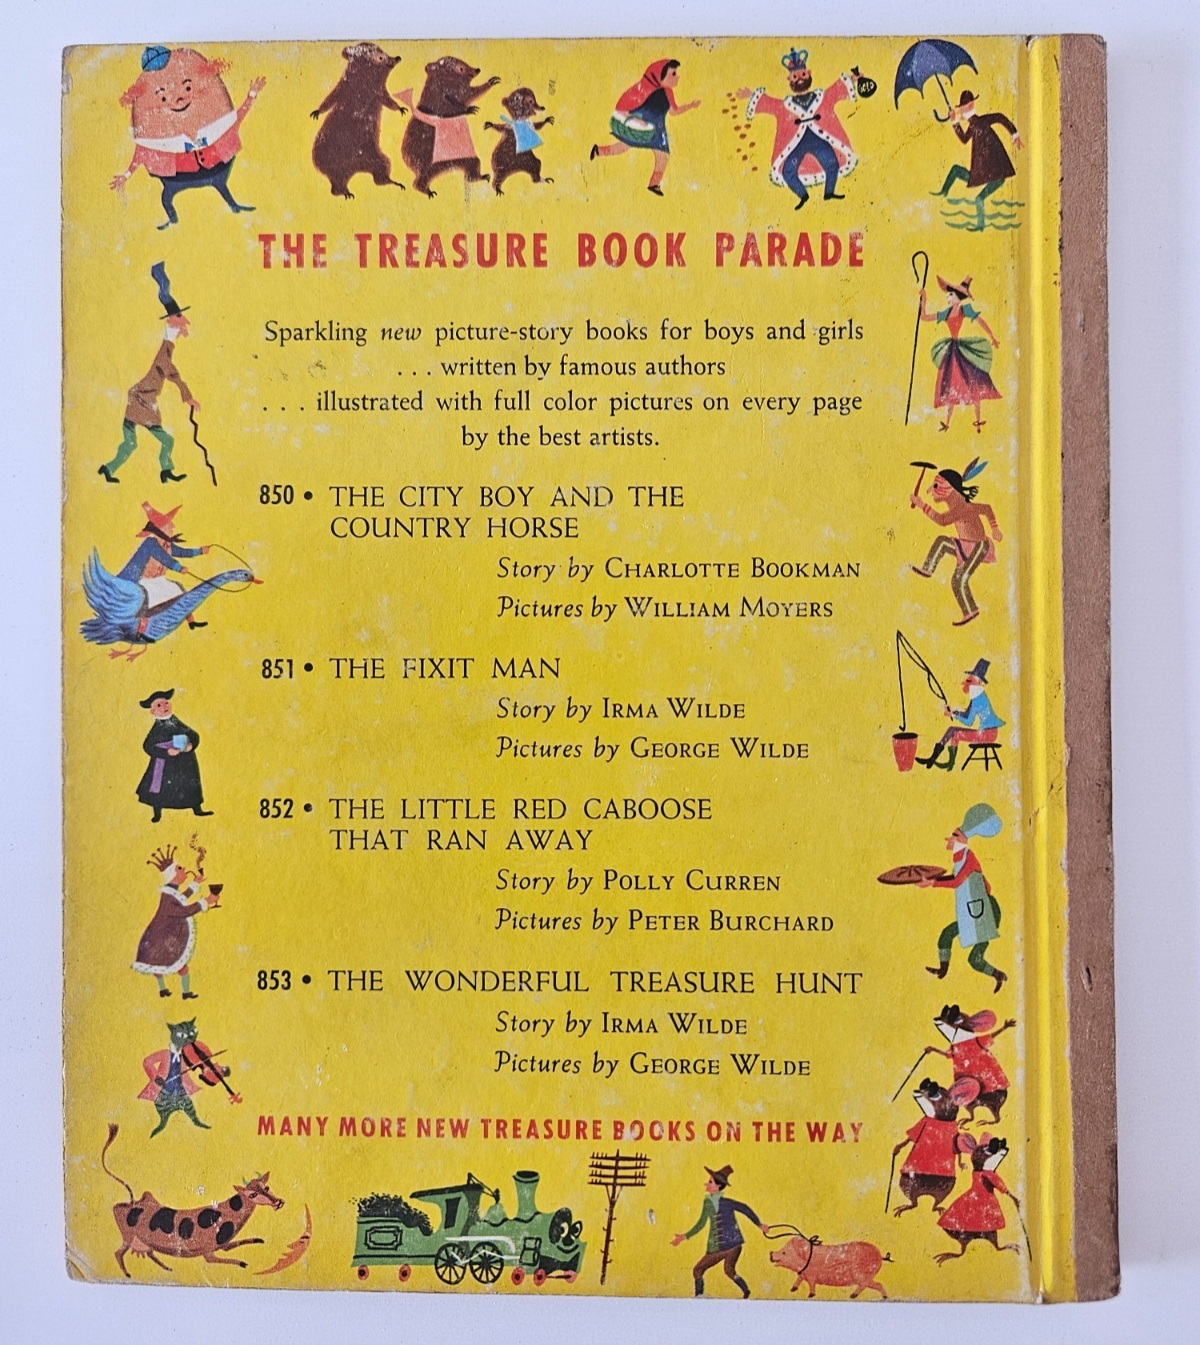 THE TREASURE BOOK PARADE
Sparkling new picture-story books for boys and girls
. . . written by famous authors
. . . illustrated with full color pictures on every page
by the best artists.
850 • THE CITY BOY AND THE
COUNTRY HORSE
Story by CHARLOTTE BOOKMAN
Pictures by WILLIAM MOYERS
851 • THE FIXIT MAN
Story by IRMA WILDE
Pictures by GEORGE WILDE
852 • THE LITTLE RED CABOOSE
THAT RAN AWAY
Story by POLLY CURREN
Pictures by PETER BURCHARD
853 • THE WONDERFUL TREASURE HUNT
Story by IRMA WILDE
Pictures by GEORGE WILDE
MANY MORE NEW TREASURE BOOKS ON THE WAY